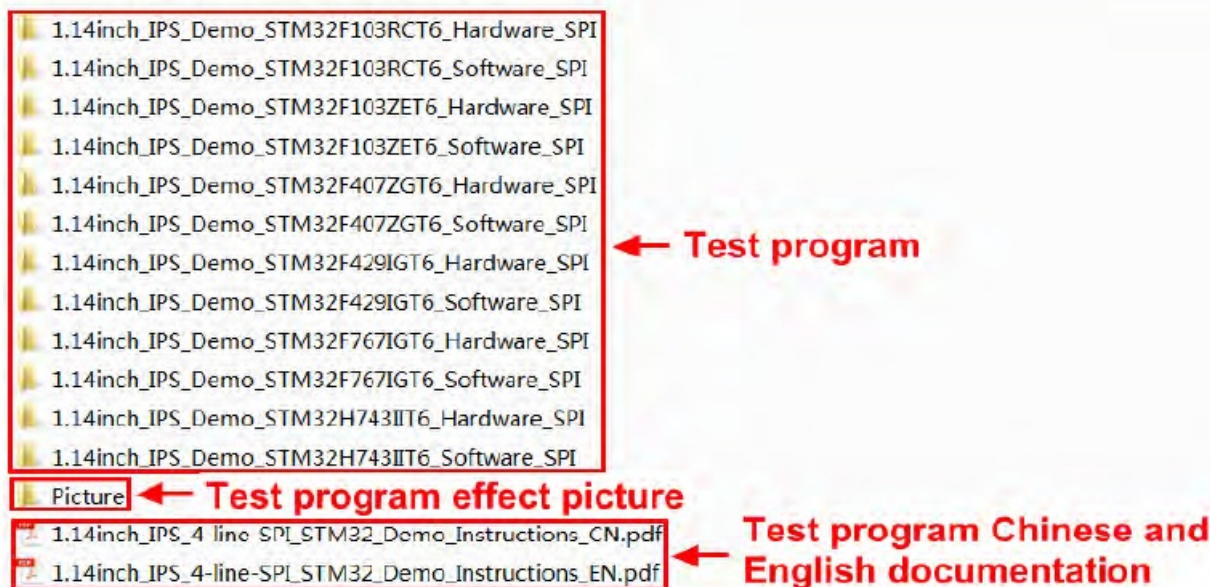 1.14inch_IPS_Demo_STM32F103RCT6_Hardware_SPI
1.14inch_IPS_Demo_STM32F103RCT6_Software_SPI
1.14inch_IPS_Demo_STM32F103ZET6_Hardware_SPI
1.14inch_IPS_Demo_STM32F103ZET6_Software_SPI
1.14inch_IPS_Demo_STM32F407ZGT6_Hardware_SPI
1.14inch_IPS_Demo_STM32F407ZGT6_Software_SPI
Test program
1.14inch_IPS_Demo_STM32F429IGT6_Hardware_SPI
1.14inch_IPS_Demo_STM32F429IGT6_Software_SPI
1.14inch_IPS_Demo_STM32F767IGT6_Hardware_SPI
1.14inch_IPS_Demo_STM32F767IGT6_Software_SPI
1.14inch_IPS_Demo_STM32H743IIT6_Hardware_SPI
1.14inch_IPS_Demo_STM32H743IIT6_Software_SPI
Picture Test program effect picture
1.14inch_IPS_4-line-SPI_STM32_Demo_Instructions_CN.pdf
1.14inch_IPS_4-line-SPI_STM32_Demo_Instructions_EN.pdf
Test program Chinese and
English documentation